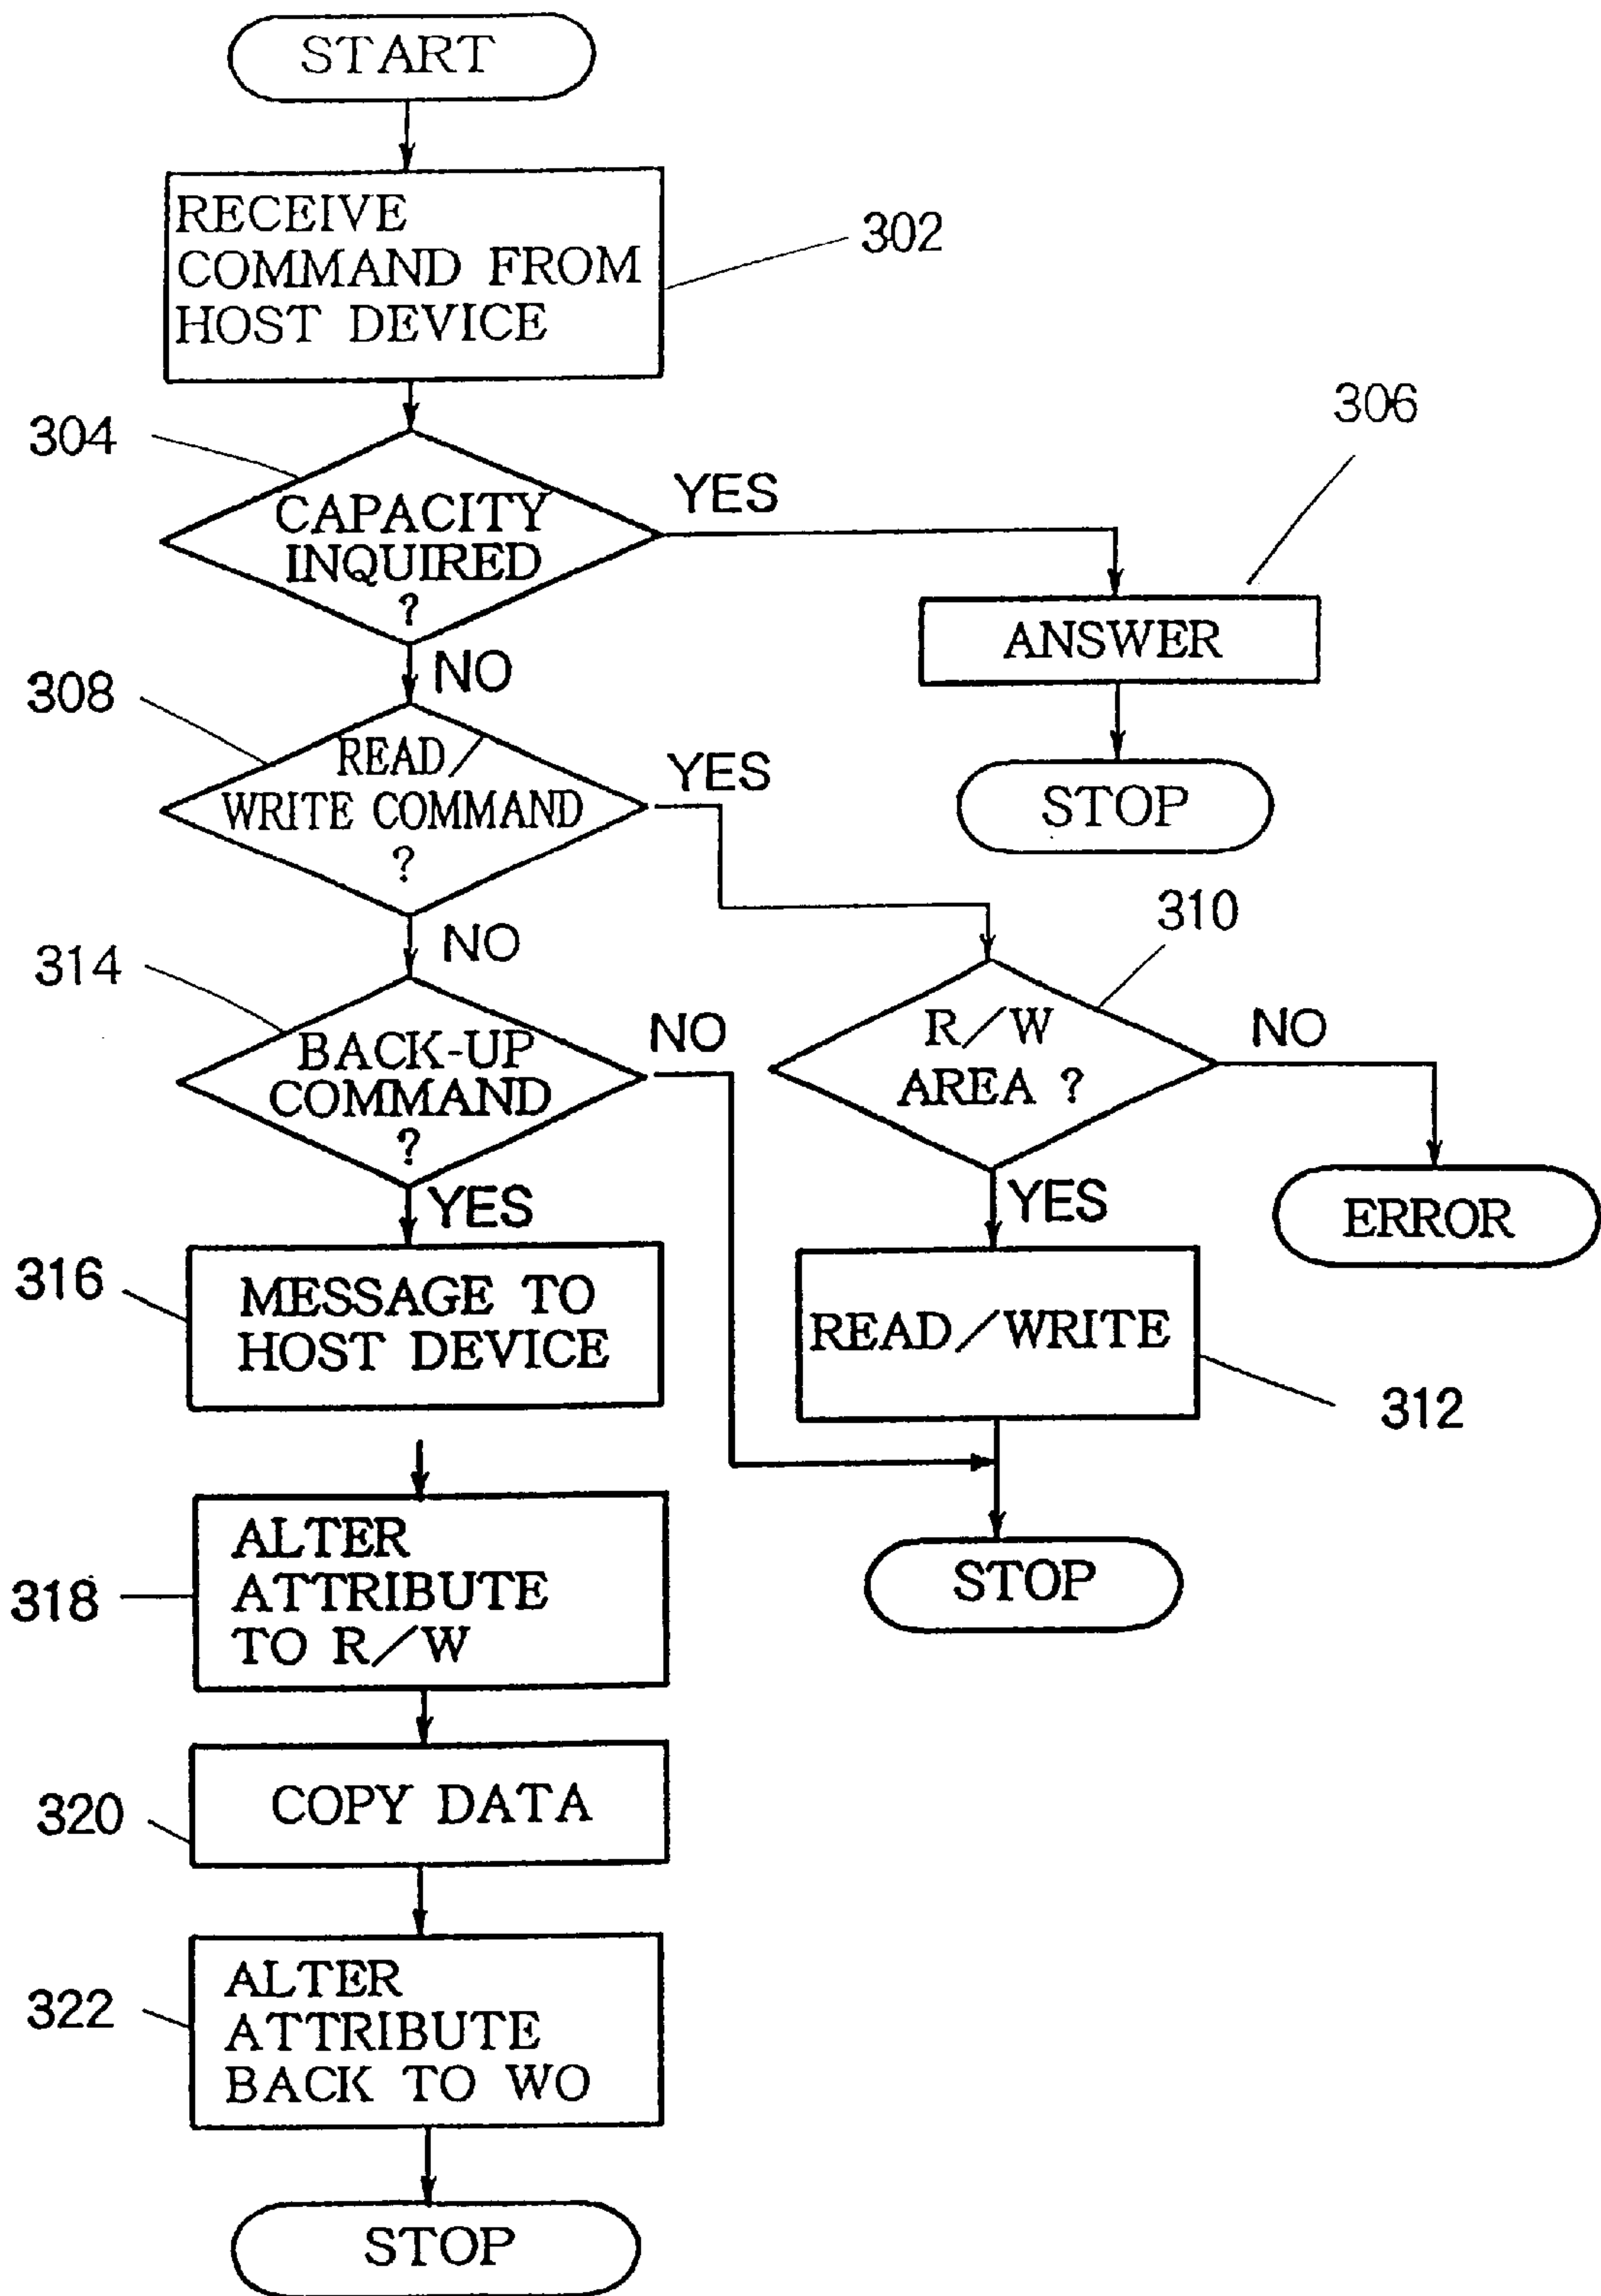 START
RECEIVE
COMMAND FROM
HOST DEVICE
302
304
CAPACITY
INQUIRED
?
YES
306
ANSWER
STOP
NO
308
READ/
WRITE COMMAND
?
YES
NO
310
R/W
AREA ?
NO
ERROR
YES
READ/WRITE
312
STOP
314
BACK-UP
COMMAND
?
NO
YES
316
MESSAGE TO
HOST DEVICE
318
ALTER
ATTRIBUTE
TO R/W
320
COPY DATA
322
ALTER
ATTRIBUTE
BACK TO WO
STOP